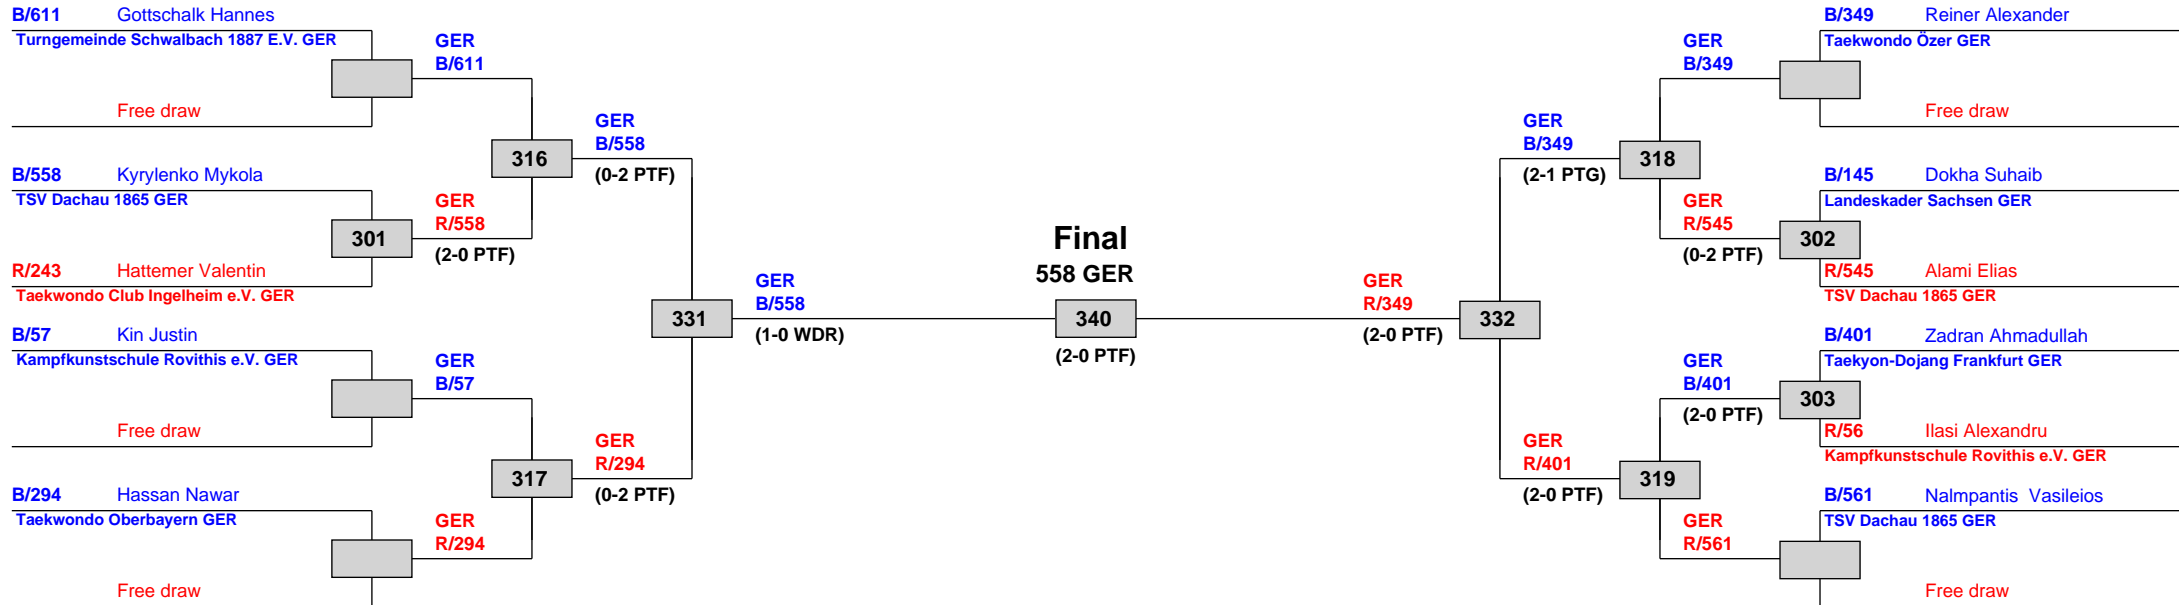 B/611 Gottschalk Hannes
Turngemeinde Schwalbach 1887 E.V. GER
Free draw
B/558 Kyrylenko Mykola
TSV Dachau 1865 GER
R/243 Hattemer Valentin
Taekwondo Club Ingelheim e.V. GER
B/57 Kin Justin
Kampfkunstschule Rovithis e.V. GER
Free draw
B/294 Hassan Nawar
Taekwondo Oberbayern GER
Free draw
301
GER
B/611
GER
R/558
(2-0 PTF)
GER
B/57
GER
R/294
316
317
GER
B/558
(0-2 PTF)
GER
R/294
(0-2 PTF)
331
GER
B/558
(1-0 WDR)
Final
558 GER
340
(2-0 PTF)
GER
R/349
(2-0 PTF)
332
GER
B/349
(2-1 PTG)
GER
R/401
(2-0 PTF)
318
319
GER
B/349
GER
R/545
(0-2 PTF)
GER
B/401
(2-0 PTF)
GER
R/561
302
303
B/349 Reiner Alexander
Taekwondo Özer GER
Free draw
B/145 Dokha Suhaib
Landeskader Sachsen GER
R/545 Alami Elias
TSV Dachau 1865 GER
B/401 Zadran Ahmadullah
Taekyon-Dojang Frankfurt GER
R/56 Ilasi Alexandru
Kampfkunstschule Rovithis e.V. GER
B/561 Nalmpantis Vasileios
TSV Dachau 1865 GER
Free draw